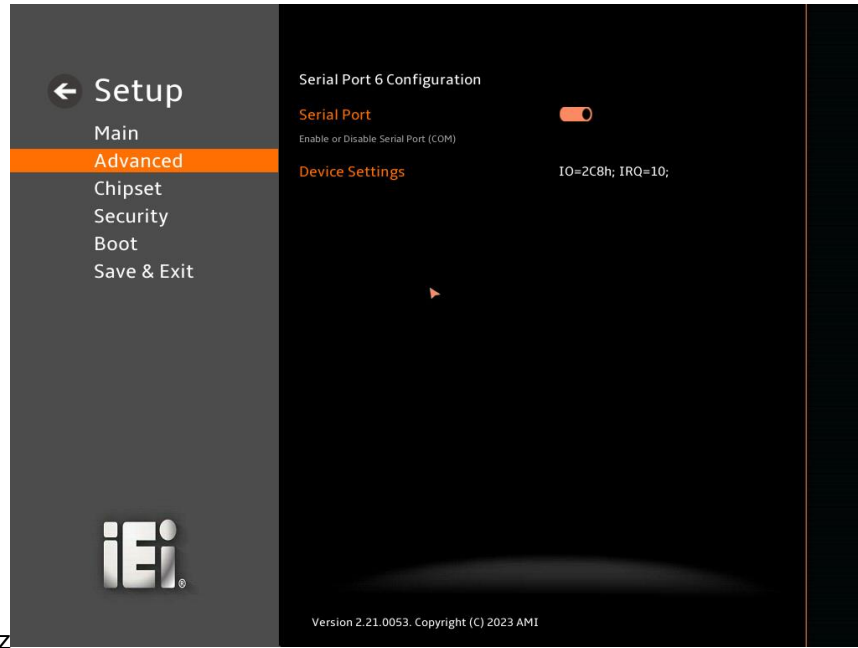 Setup
Main
Advanced
Chipset
Security
Boot
Save & Exit
Serial Port 6 Configuration
Serial Port
Enable or Disable Serial Port (COM)
Device Settings IO=2C8h; IRQ=10;
iEi®
Version 2.21.0053. Copyright (C) 2023 AMI
z